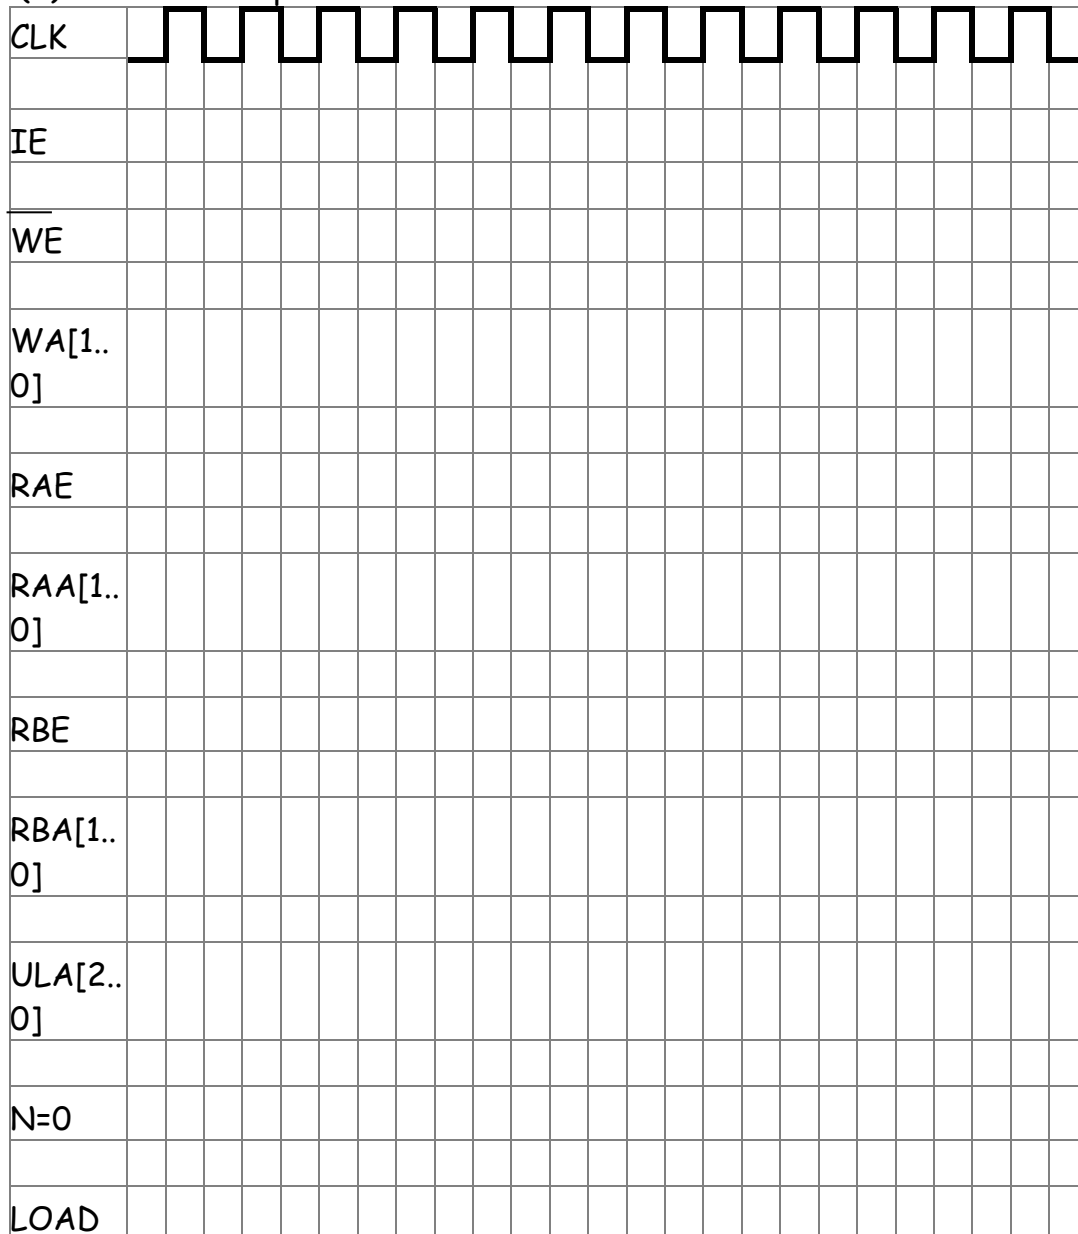 CLK
IE
WE
WA[1..
0]
RAE
RAA[1..
0]
RBE
RBA[1..
0]
ULA[2..
0]
N=0
LOAD